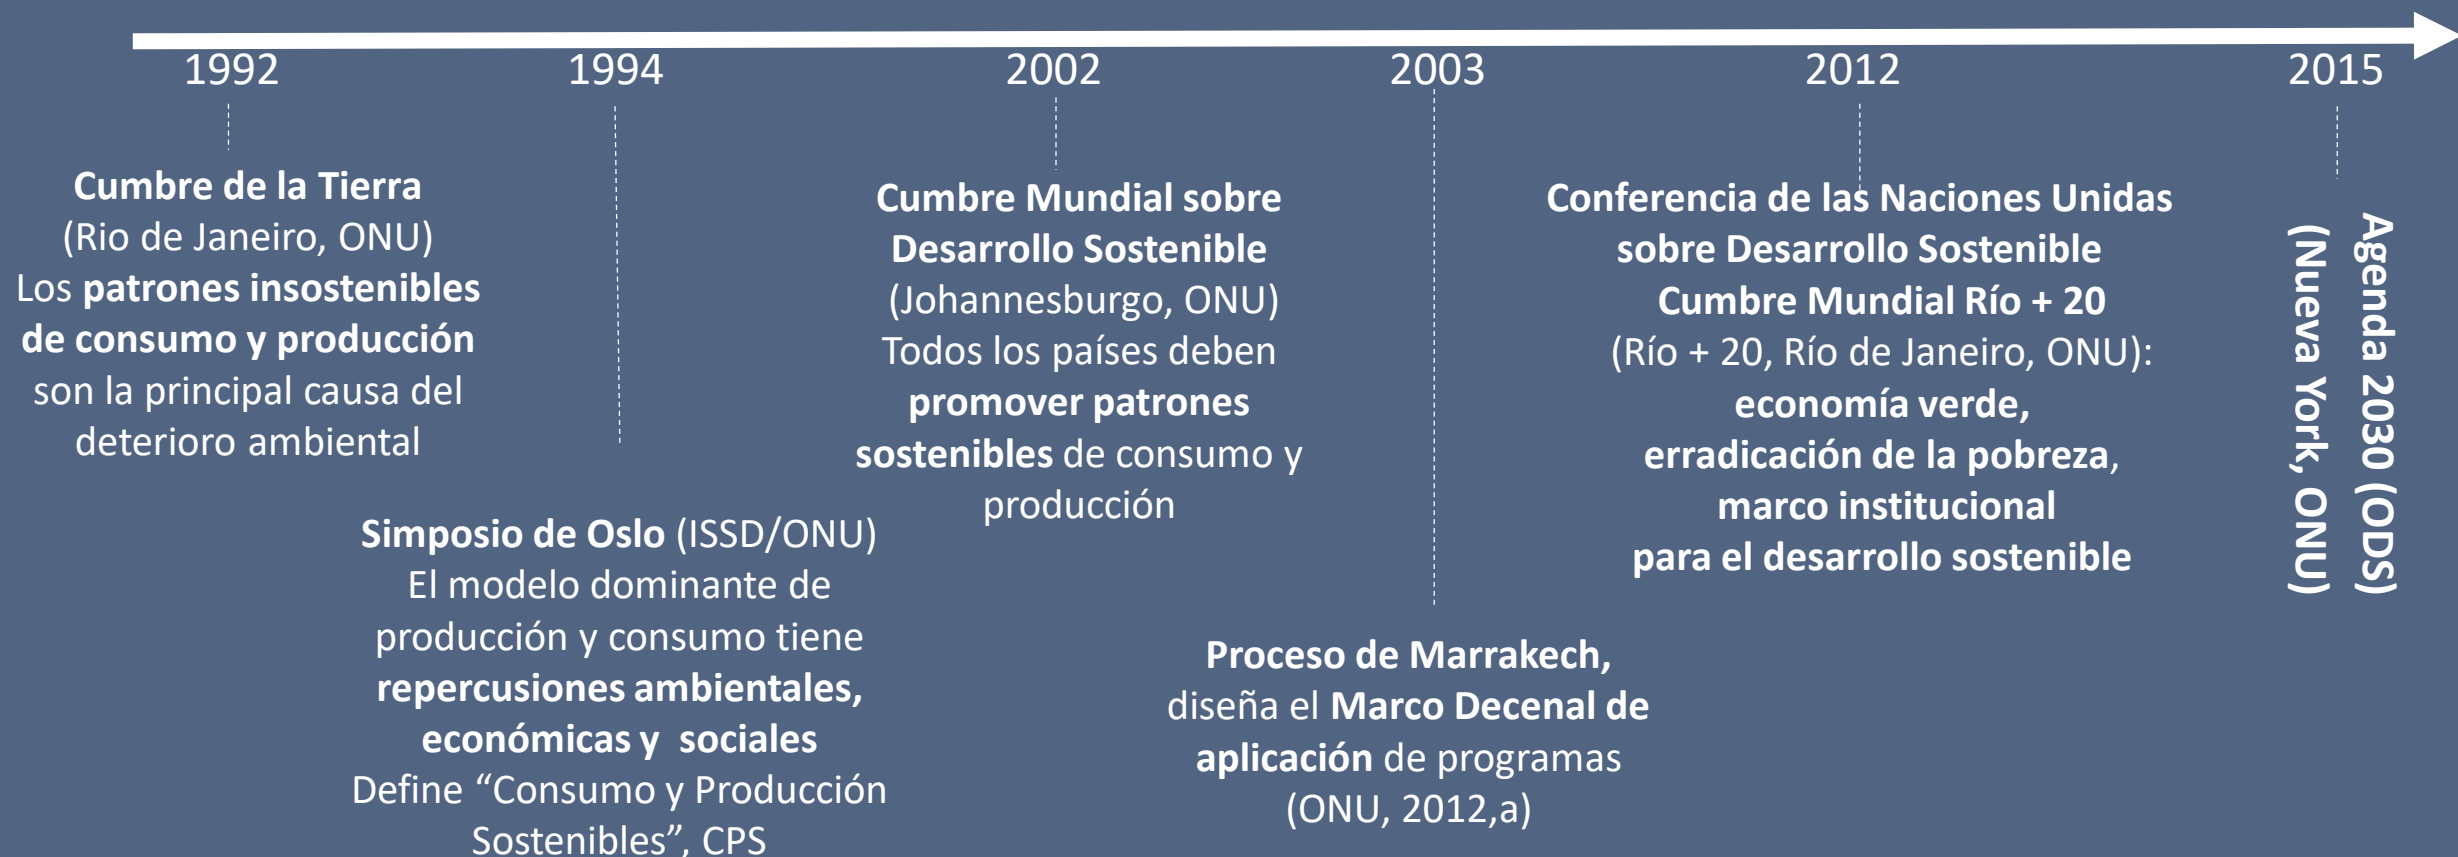 1992
1994
2002
2003
2012
2015
Cumbre de la Tierra
(Rio de Janeiro, ONU)
Los patrones insostenibles
de consumo y producción
son la principal causa del
deterioro ambiental
Simposio de Oslo (ISSD/ONU)
El modelo dominante de
producción y consumo tiene
repercusiones ambientales,
económicas y sociales
Define “Consumo y Producción
Sostenibles”, CPS
Cumbre Mundial sobre
Desarrollo Sostenible
(Johannesburgo, ONU)
Todos los países deben
promover patrones
sostenibles de consumo y
producción
Proceso de Marrakech,
diseña el Marco Decenal de
aplicación de programas
(ONU, 2012,a)
Conferencia de las Naciones Unidas
sobre Desarrollo Sostenible
Cumbre Mundial Río + 20
(Río + 20, Río de Janeiro, ONU):
economía verde,
erradicación de la pobreza,
marco institucional
para el desarrollo sostenible
Agenda 2030 (ODS)
(Nueva York, ONU)